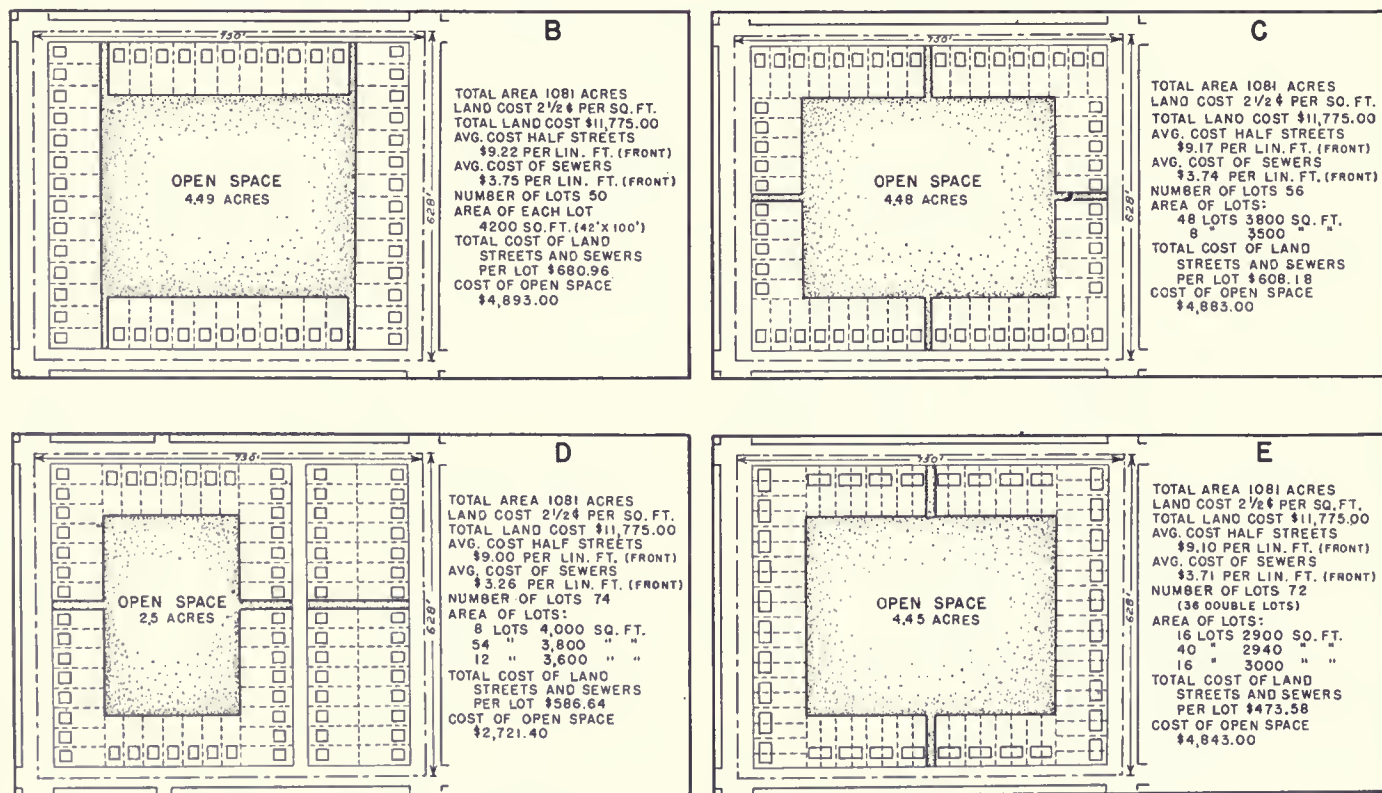 B
730'
628'
OPEN SPACE
4.49 ACRES
TOTAL AREA 1081 ACRES
LAND COST 2 1/2 ¢ PER SQ. FT.
TOTAL LAND COST $11,775.00
AVG. COST HALF STREETS
$9.22 PER LIN. FT. (FRONT)
AVG. COST OF SEWERS
$3.75 PER LIN. FT. (FRONT)
NUMBER OF LOTS 50
AREA OF EACH LOT
4200 SQ. FT. (42' X 100')
TOTAL COST OF LAND
STREETS AND SEWERS
PER LOT $680.96
COST OF OPEN SPACE
$4,893.00
C
730'
628'
OPEN SPACE
4.48 ACRES
TOTAL AREA 1081 ACRES
LAND COST 2 1/2 ¢ PER SQ. FT.
TOTAL LAND COST $11,775.00
AVG. COST HALF STREETS
$9.17 PER LIN. FT. (FRONT)
AVG. COST OF SEWERS
$3.74 PER LIN. FT. (FRONT)
NUMBER OF LOTS 56
AREA OF LOTS:
48 LOTS 3800 SQ. FT.
8 " 3500 " "
TOTAL COST OF LAND
STREETS AND SEWERS
PER LOT $608.18
COST OF OPEN SPACE
$4,883.00
D
730'
628'
OPEN SPACE
2.5 ACRES
TOTAL AREA 1081 ACRES
LAND COST 2 1/2 ¢ PER SQ. FT.
TOTAL LAND COST $11,775.00
AVG. COST HALF STREETS
$9.00 PER LIN. FT. (FRONT)
AVG. COST OF SEWERS
$3.26 PER LIN. FT. (FRONT)
NUMBER OF LOTS 74
AREA OF LOTS:
8 LOTS 4,000 SQ. FT.
54 " 3,800 " "
12 " 3,600 " "
TOTAL COST OF LAND
STREETS AND SEWERS
PER LOT $586.64
COST OF OPEN SPACE
$2,721.40
E
730'
628'
OPEN SPACE
4.45 ACRES
TOTAL AREA 1081 ACRES
LAND COST 2 1/2 ¢ PER SQ. FT.
TOTAL LAND COST $11,775.00
AVG. COST HALF STREETS
$9.10 PER LIN. FT. (FRONT)
AVG. COST OF SEWERS
$3.71 PER LIN. FT. (FRONT)
NUMBER OF LOTS 72
(36 DOUBLE LOTS)
AREA OF LOTS:
16 LOTS 2900 SQ. FT.
40 " 2940 " "
16 " 3000 " "
TOTAL COST OF LAND
STREETS AND SEWERS
PER LOT $473.58
COST OF OPEN SPACE
$4,843.00